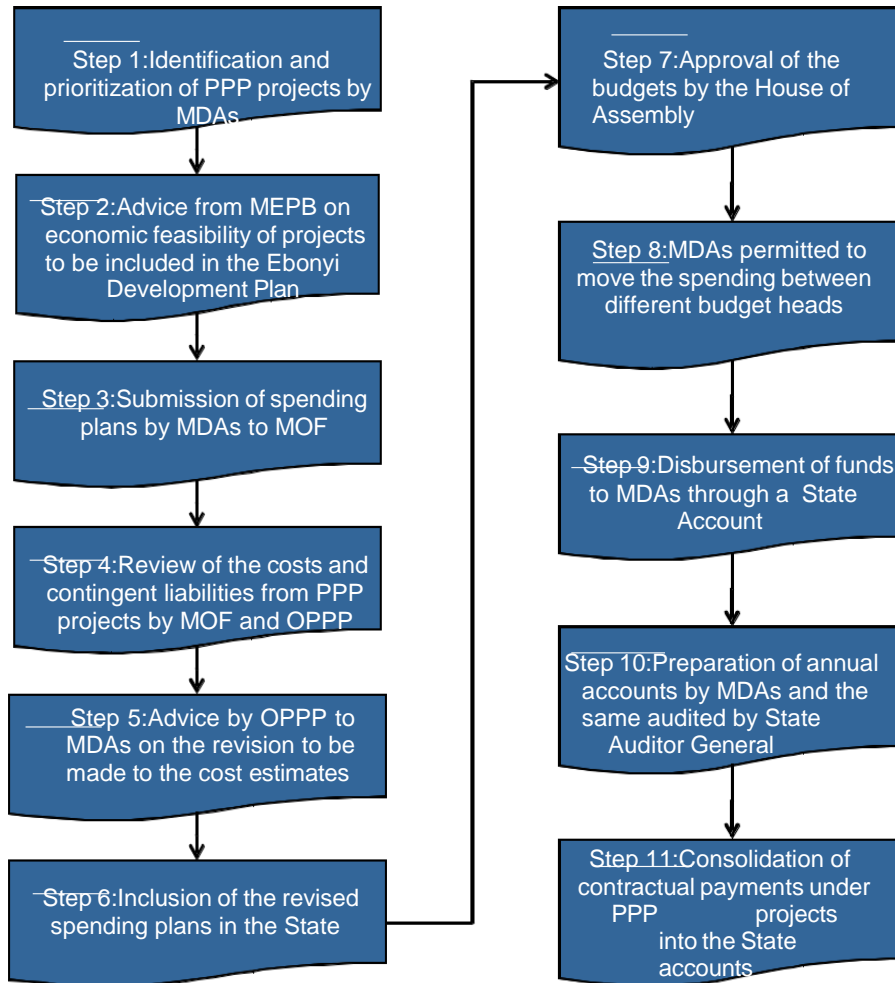 Step 1:Identification and
prioritization of PPP projects by
MDAs
Step 2:Advice from MEPB on
economic feasibility of projects
to be included in the Ebonyi
Development Plan
Step 3:Submission of spending
plans by MDAs to MOF
Step 4:Review of the costs and
contingent liabilities from PPP
projects by MOF and OPPP
Step 5:Advice by OPPP to
MDAs on the revision to be
made to the cost estimates
Step 6:Inclusion of the revised
spending plans in the State
Step 7:Approval of the
budgets by the House of
Assembly
Step 8:MDAs permitted to
move the spending between
different budget heads
Step 9:Disbursement of funds
to MDAs through a State
Account
Step 10:Preparation of annual
accounts by MDAs and the
same audited by State
Auditor General
Step 11:Consolidation of
contractual payments under
PPP projects
into the State
accounts